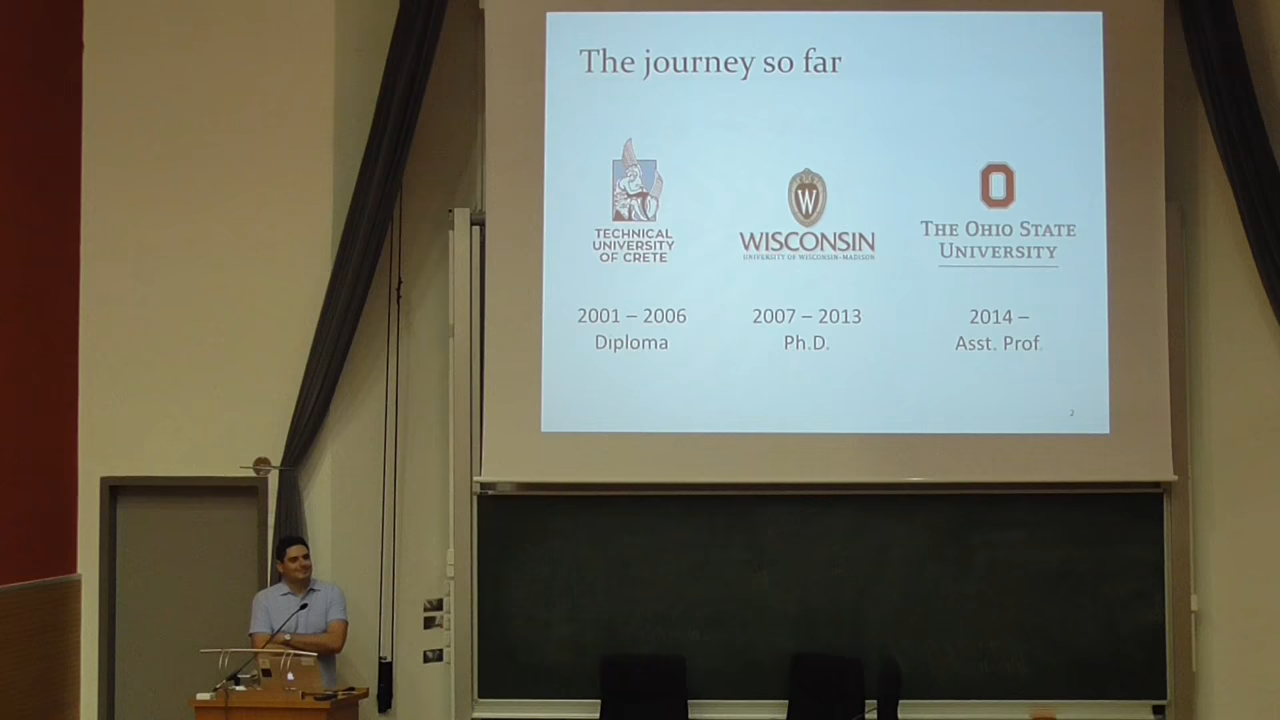 The journey so far
TECHNICAL
UNIVERSITY
OF CRETE
W
WISCONSIN
UNIVERSITY OF WISCONSIN–MADISON
O
THE OHIO STATE
UNIVERSITY
2001 – 2006
Diploma
2007 – 2013
Ph.D.
2014 –
Asst. Prof.
2